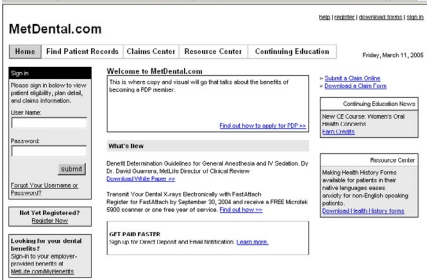 help | register | download forms | sign in
MetDental.com
Home
Find Patient Records
Claims Center
Resource Center
Continuing Education
Friday, March 11, 2005
Sign in
Please sign in below to view
patient eligibility, plan detail,
and claims information.
User Name:
Password:
submit
Forgot Your Username or
Password?
Not Yet Registered?
Register Now
Looking for your dental
benefits?
Sign-in to your employer-
provided benefits at
MetLife.com/MyBenefits
Welcome to MetDental.com
This is where copy and visual will go that talks about the benefits of
becoming a PDP member.
Find out how to apply for PDP >>
What's New
Benefit Determination Guidelines for General Anesthesia and IV Sedation. By
Dr. David Guarrera, MetLife Director of Clinical Review
Download White Paper >>
Transmit Your Dental X-rays Electronically with FastAttach
Register for FastAttach by September 30, 2004 and receive a FREE Microtek
5900 scanner or one free year of service. Find out how >>
GET PAID FASTER
Sign up for Direct Deposit and Email Notification. Learn more.
> Submit a Claim Online
> Download a Claim Form
Continuing Education News
New CE Course: Women's Oral
Health Concerns
Earn Credits
Resource Center
Making Health History Forms
available for patients in their
native languages eases
anxiety for non-English speaking
patients.
Download Health History forms